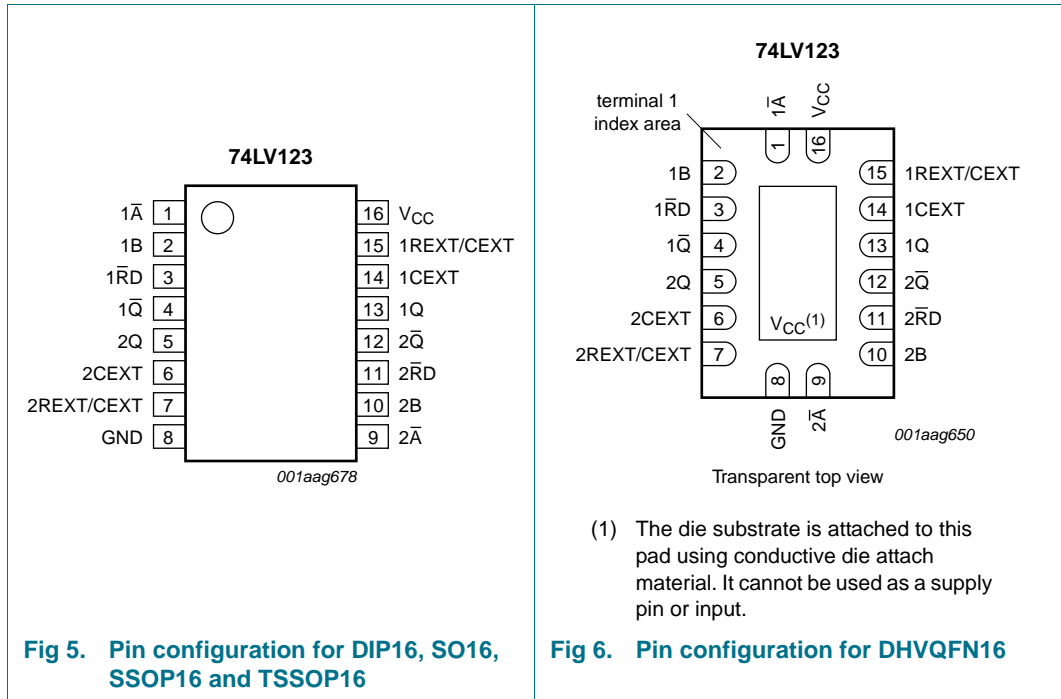 74LV123
1A̅ 1 16 VCC
1B 2 15 1REXT/CEXT
1R̅D 3 14 1CEXT
1Q̅ 4 13 1Q
2Q 5 12 2Q̅
2CEXT 6 11 2R̅D
2REXT/CEXT 7 10 2B
GND 8 9 2A̅
001aag678
Fig 5. Pin configuration for DIP16, SO16,
SSOP16 and TSSOP16
74LV123
terminal 1
index area
1A̅ VCC
1 16
1B 2 15 1REXT/CEXT
1R̅D 3 14 1CEXT
1Q̅ 4 13 1Q
2Q 5 12 2Q̅
2CEXT 6 VCC(1) 11 2R̅D
2REXT/CEXT 7 10 2B
8 9
GND 2A̅
001aag650
Transparent top view
(1) The die substrate is attached to this
pad using conductive die attach
material. It cannot be used as a supply
pin or input.
Fig 6. Pin configuration for DHVQFN16